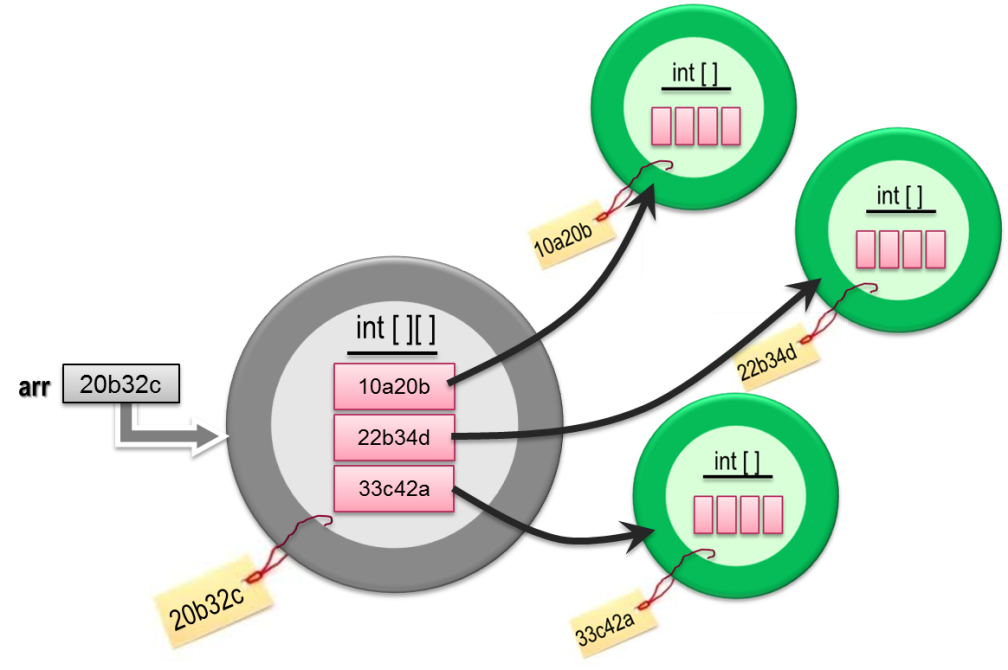 int [ ]
10a20b
int [ ]
22b34d
int [ ][ ]
10a20b
22b34d
33c42a
arr 20b32c
20b32c
int [ ]
33c42a